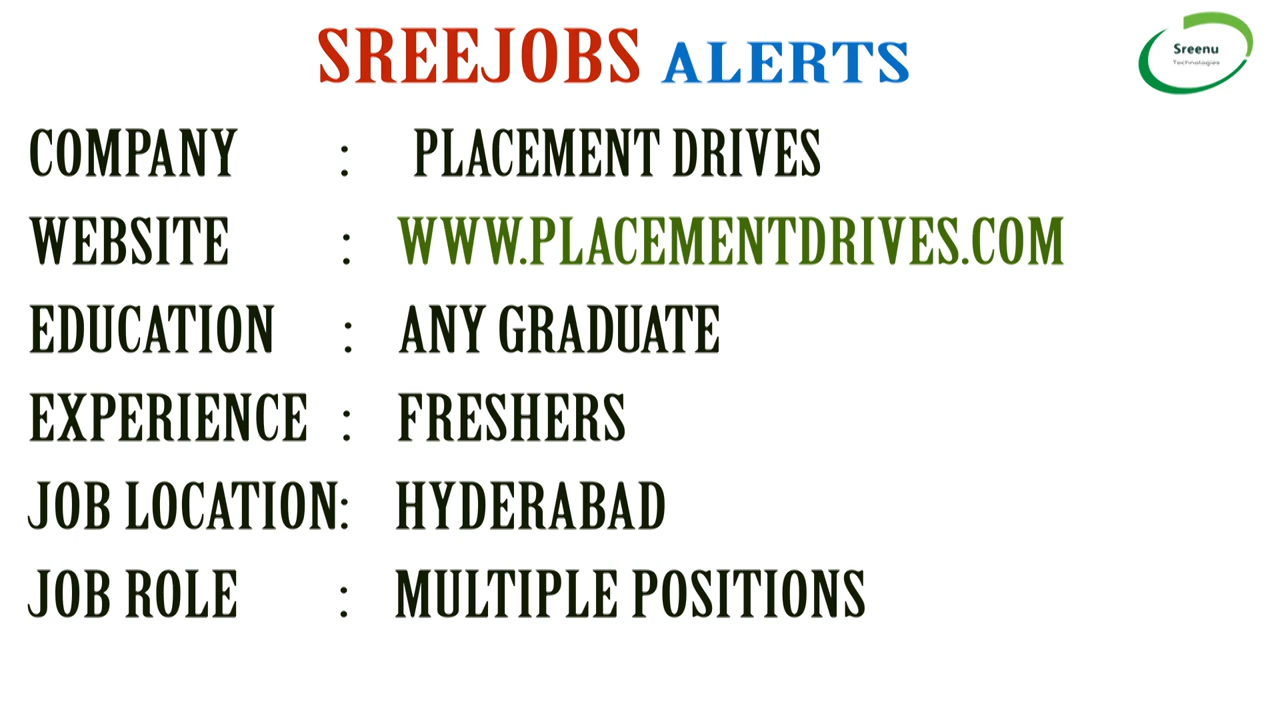 SREEJOBS ALERTS
Sreenu
Technologies
COMPANY : PLACEMENT DRIVES
WEBSITE : WWW.PLACEMENTDRIVES.COM
EDUCATION : ANY GRADUATE
EXPERIENCE : FRESHERS
JOB LOCATION: HYDERABAD
JOB ROLE : MULTIPLE POSITIONS